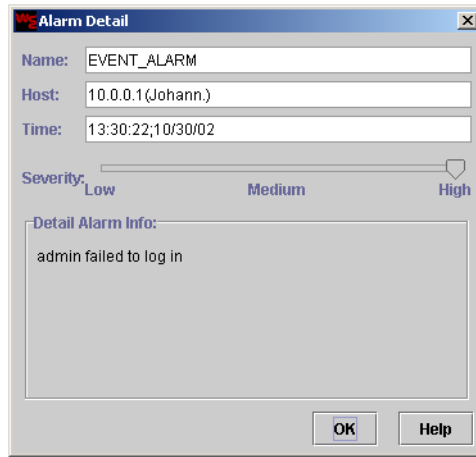 WG Alarm Detail
Name: EVENT_ALARM
Host: 10.0.0.1(Johann.)
Time: 13:30:22;10/30/02
Severity:
Low Medium High
Detail Alarm Info:
admin failed to log in
OK Help